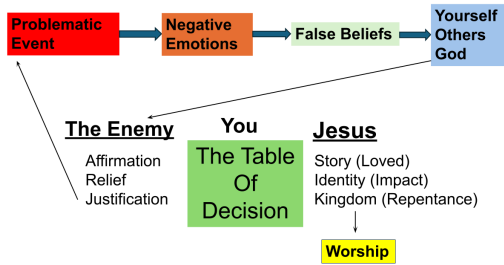 Problematic
Event
Negative
Emotions
False Beliefs
Yourself
Others
God
The Enemy
Affirmation
Relief
Justification
You
The Table
Of
Decision
Jesus
Story (Loved)
Identity (Impact)
Kingdom (Repentance)
Worship